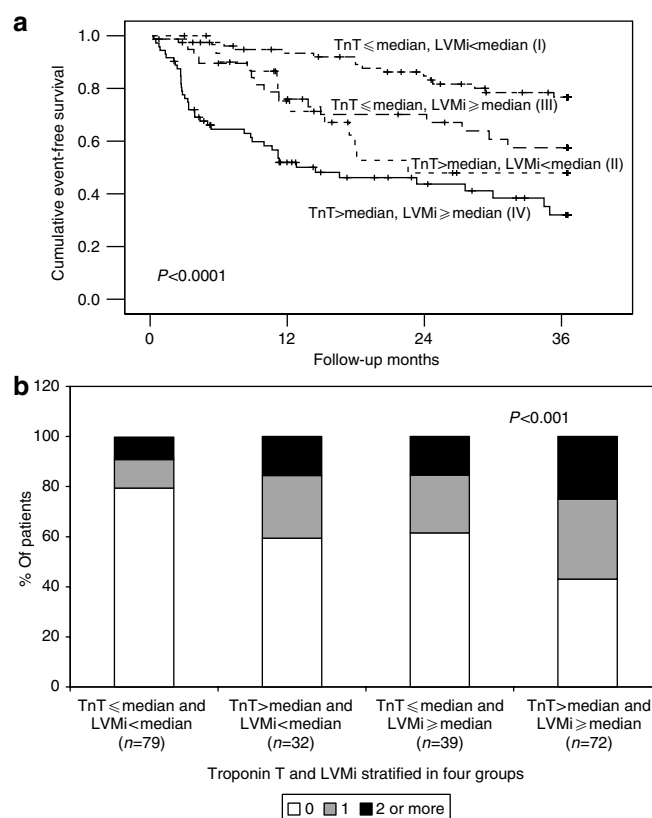 a
Cumulative event-free survival
1.0
0.8
0.6
0.4
0.2
0.0
TnT⩽median, LVMi<median (I)
TnT⩽median, LVMi⩾median (III)
TnT>median, LVMi<median (II)
TnT>median, LVMi⩾median (IV)
P<0.0001
0 12 24 36
Follow-up months
b
% Of patients
120
100
80
60
40
20
0
P<0.001
TnT⩽median and TnT>median and TnT⩽median and TnT>median and
LVMi<median LVMi<median LVMi⩾median LVMi⩾median
(n=79) (n=32) (n=39) (n=72)
Troponin T and LVMi stratified in four groups
0 1 2 or more